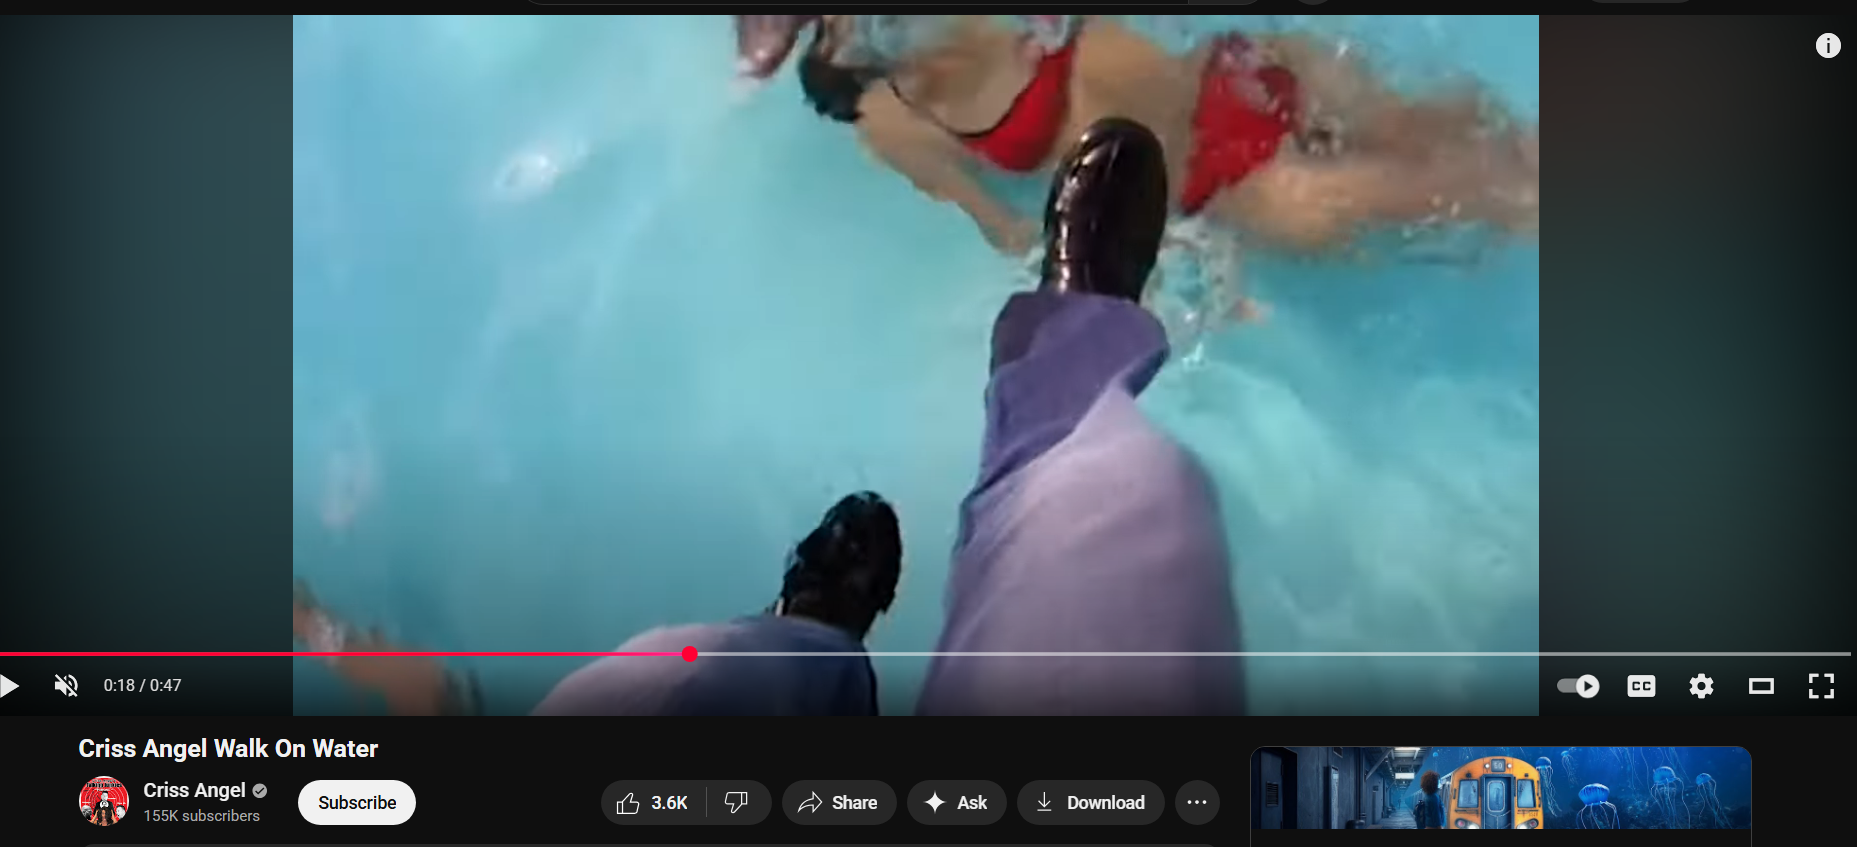 CC
0:18 / 0:47
Criss Angel Walk On Water
Criss Angel
155K subscribers
Subscribe
3.6K
Share
Ask
Download